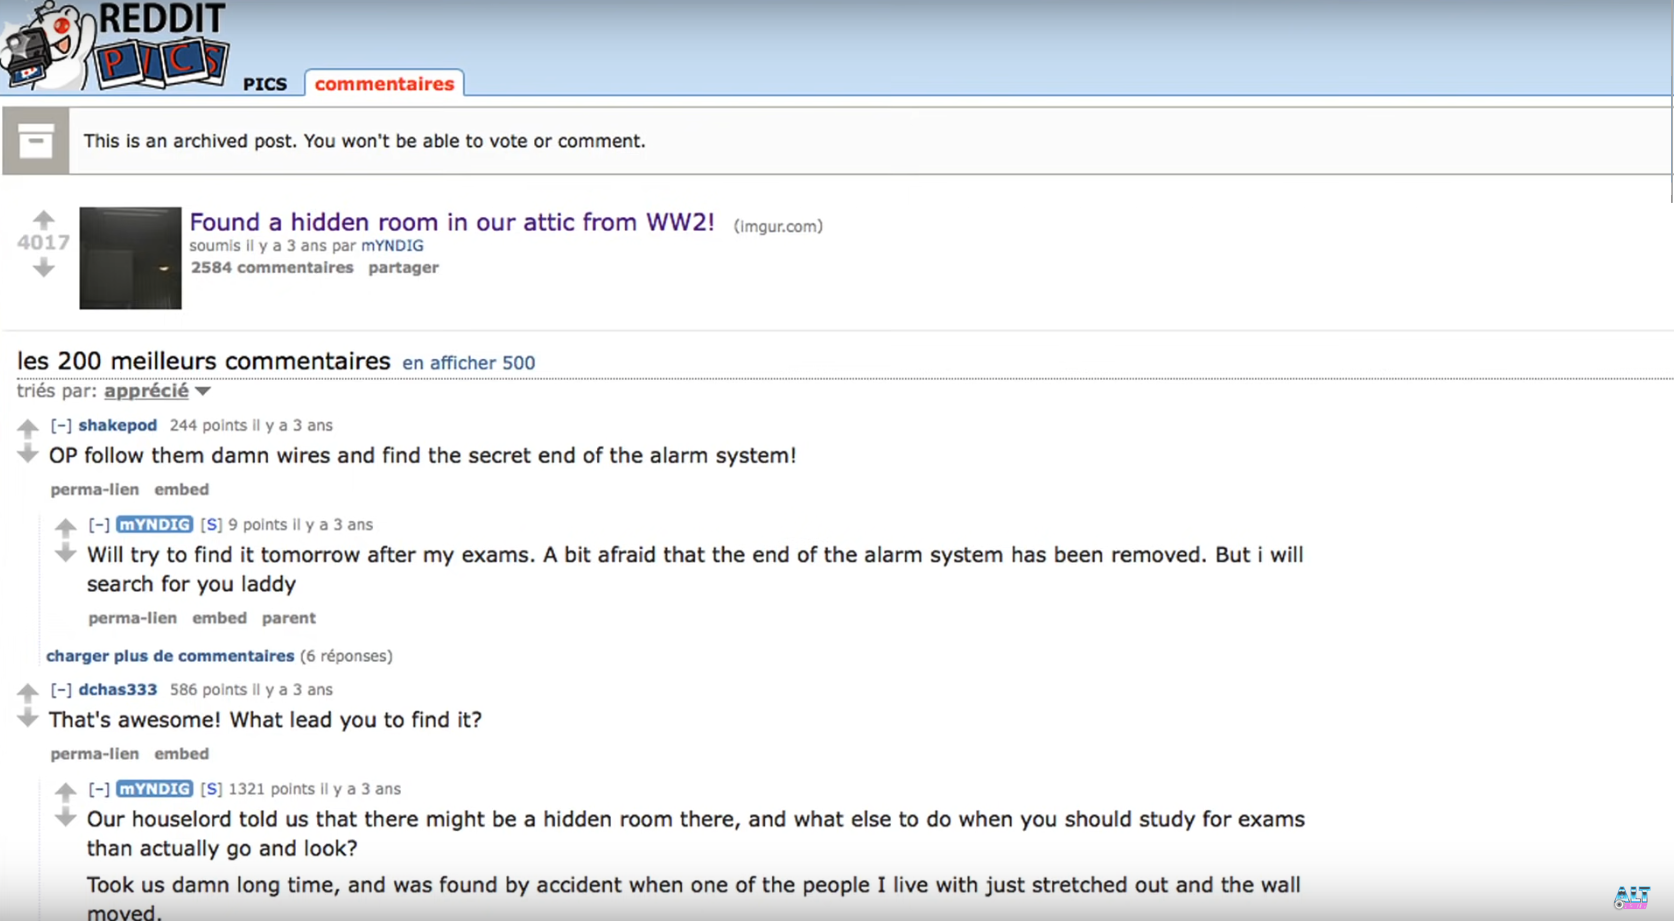 REDDIT
PICS
PICS commentaires
This is an archived post. You won't be able to vote or comment.
Found a hidden room in our attic from WW2! (imgur.com)
4017
soumis il y a 3 ans par mYNDIG
2584 commentaires partager
les 200 meilleurs commentaires en afficher 500
triés par: apprécié
[–] shakepod 244 points il y a 3 ans
OP follow them damn wires and find the secret end of the alarm system!
perma-lien embed
[–] mYNDIG [S] 9 points il y a 3 ans
Will try to find it tomorrow after my exams. A bit afraid that the end of the alarm system has been removed. But i will
search for you laddy
perma-lien embed parent
charger plus de commentaires (6 réponses)
[–] dchas333 586 points il y a 3 ans
That's awesome! What lead you to find it?
perma-lien embed
[–] mYNDIG [S] 1321 points il y a 3 ans
Our houselord told us that there might be a hidden room there, and what else to do when you should study for exams
than actually go and look?
Took us damn long time, and was found by accident when one of the people I live with just stretched out and the wall
moved.
ALT